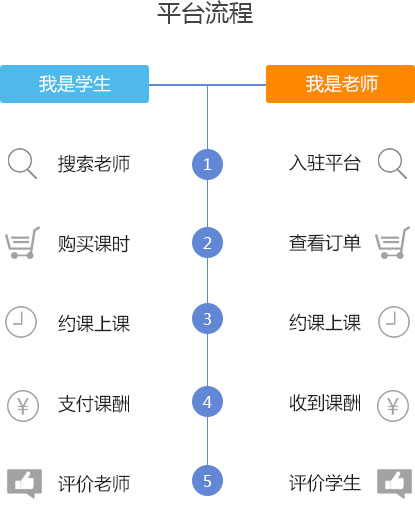 平台流程
我是学生 我是老师
搜索老师 1 入驻平台
购买课时 2 查看订单
约课上课 3 约课上课
¥ 支付课酬 4 收到课酬 ¥
评价老师 5 评价学生